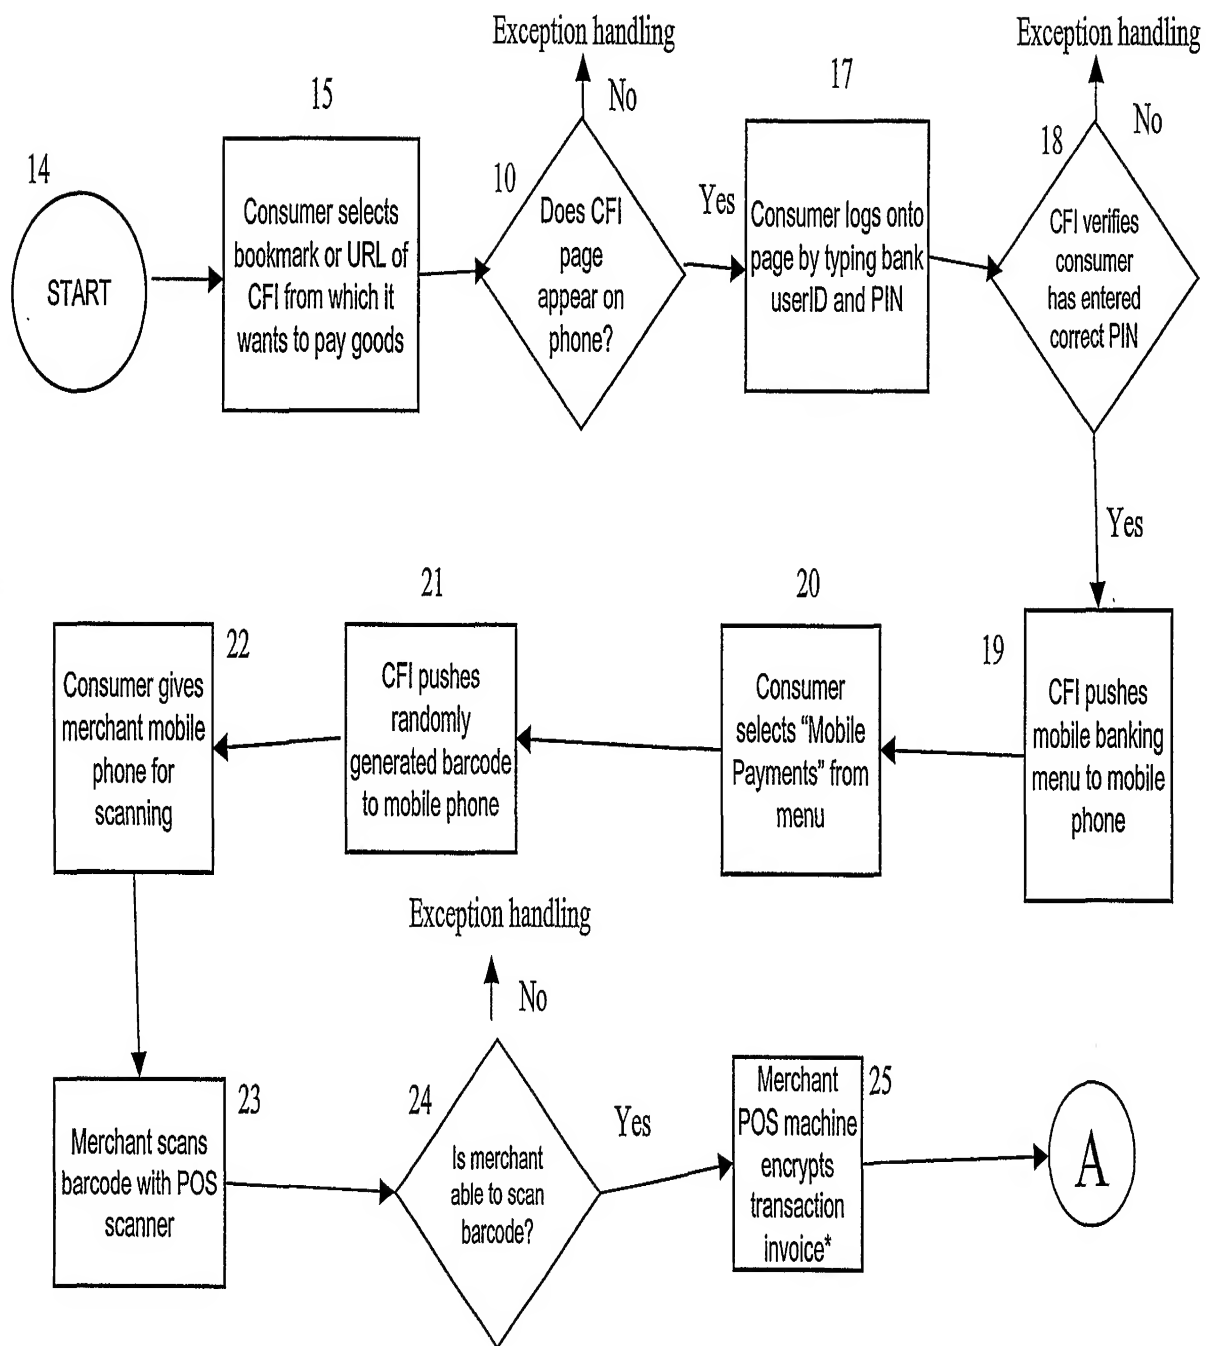 Exception handling
No
15
14
START
Consumer selects
bookmark or URL of
CFI from which it
wants to pay goods
10
Does CFI
page
appear on
phone?
Yes
17
Consumer logs onto
page by typing bank
userID and PIN
Exception handling
No
18
CFI verifies
consumer
has entered
correct PIN
Yes
19
CFI pushes
mobile banking
menu to mobile
phone
20
Consumer
selects “Mobile
Payments” from
menu
21
CFI pushes
randomly
generated barcode
to mobile phone
22
Consumer gives
merchant mobile
phone for
scanning
23
Merchant scans
barcode with POS
scanner
Exception handling
No
24
Is merchant
able to scan
barcode?
Yes
25
Merchant
POS machine
encrypts
transaction
invoice*
A